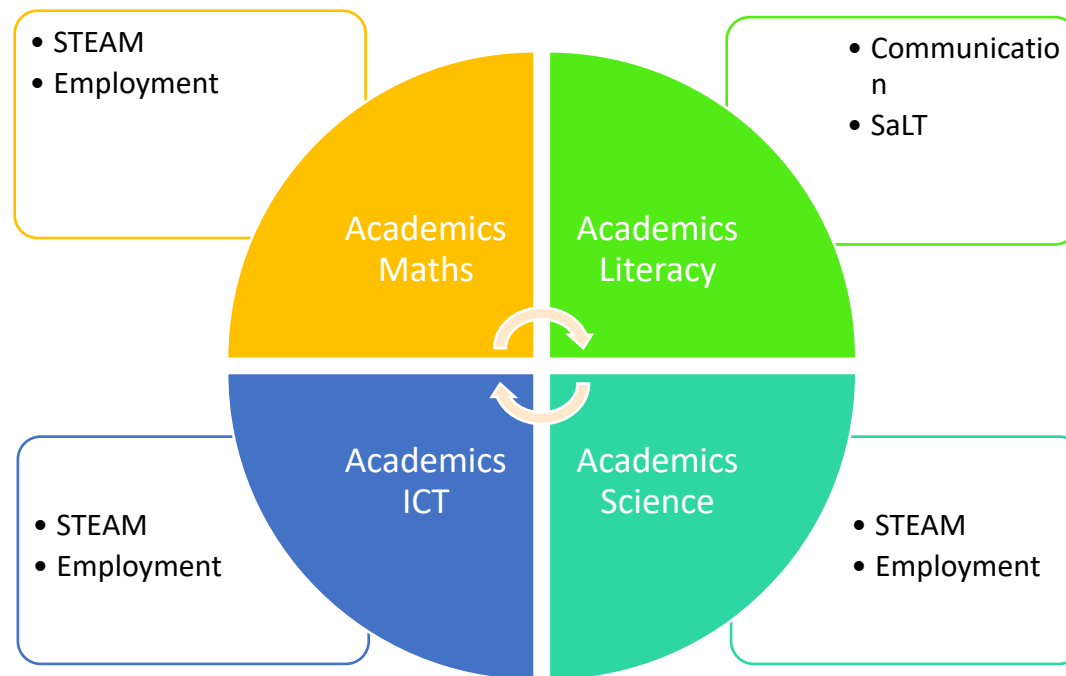 • STEAM
• Employment
• Communicatio
n
• SaLT
Academics
Maths
Academics
Literacy
Academics
ICT
Academics
Science
• STEAM
• Employment
• STEAM
• Employment